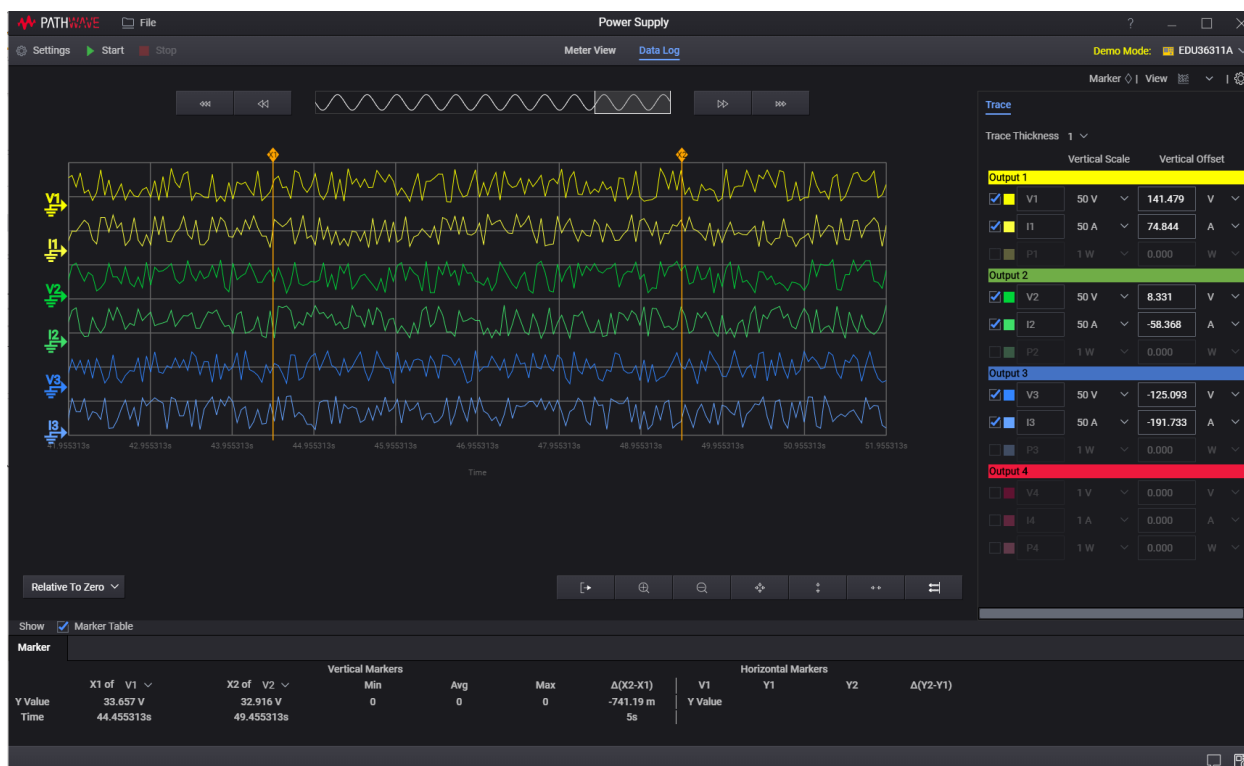 PATHWAVE File Power Supply ?
Settings Start Stop Meter View Data Log Demo Mode: EDU36311A
Marker | View |
Trace
Trace Thickness 1
Vertical Scale Vertical Offset
Output 1
V1 50 V 141.479 V
I1 50 A 74.844 A
P1 1 W 0.000 W
Output 2
V2 50 V 8.331 V
I2 50 A -58.368 A
P2 1 W 0.000 W
Output 3
V3 50 V -125.093 V
I3 50 A -191.733 A
P3 1 W 0.000 W
Output 4
V4 1 V 0.000 V
I4 1 A 0.000 A
P4 1 W 0.000 W
X1 X2
V1
I1
V2
I2
V3
I3
41.955313s 42.955313s 43.955313s 44.955313s 45.955313s 46.955313s 47.955313s 48.955313s 49.955313s 50.955313s 51.955313s
Time
Relative To Zero
Show Marker Table
Marker
Vertical Markers Horizontal Markers
X1 of V1 X2 of V2 Min Avg Max Δ(X2-X1) V1 Y1 Y2 Δ(Y2-Y1)
Y Value 33.657 V 32.916 V 0 0 0 -741.19 m Y Value
Time 44.455313s 49.455313s 5s